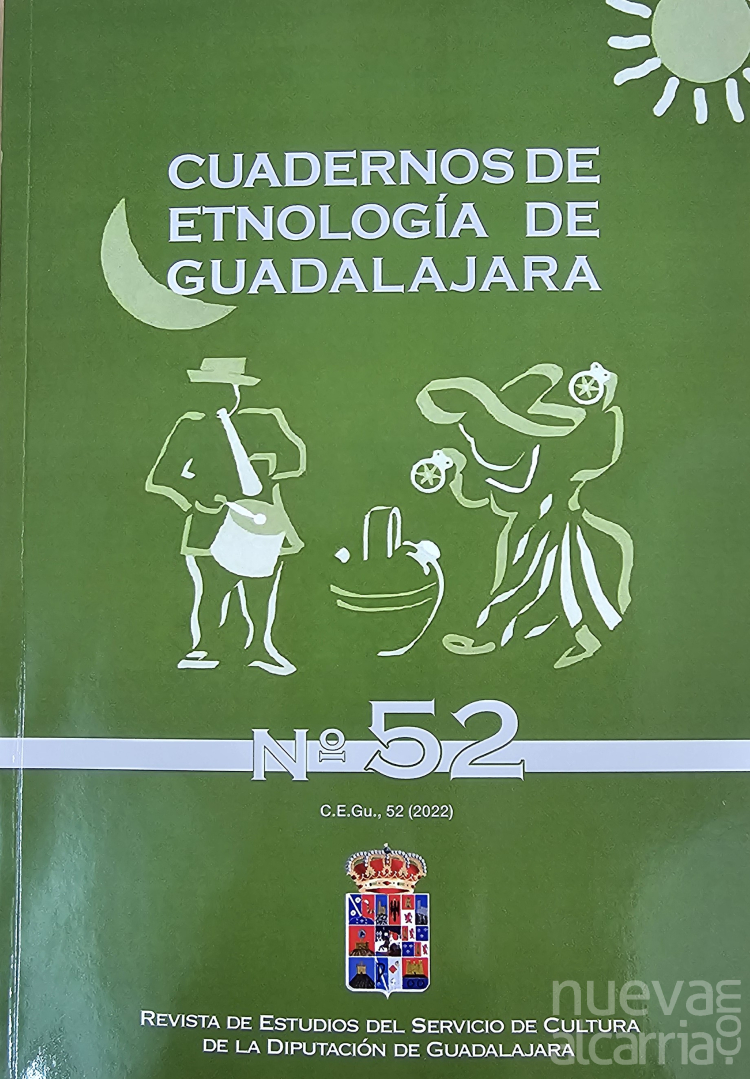 CUADERNOS DE
ETNOLOGÍA DE
GUADALAJARA
Nº 52
C.E.Gu., 52 (2022)
REVISTA DE ESTUDIOS DEL SERVICIO DE CULTURA
DE LA DIPUTACIÓN DE GUADALAJARA
nueva
alcarria.com